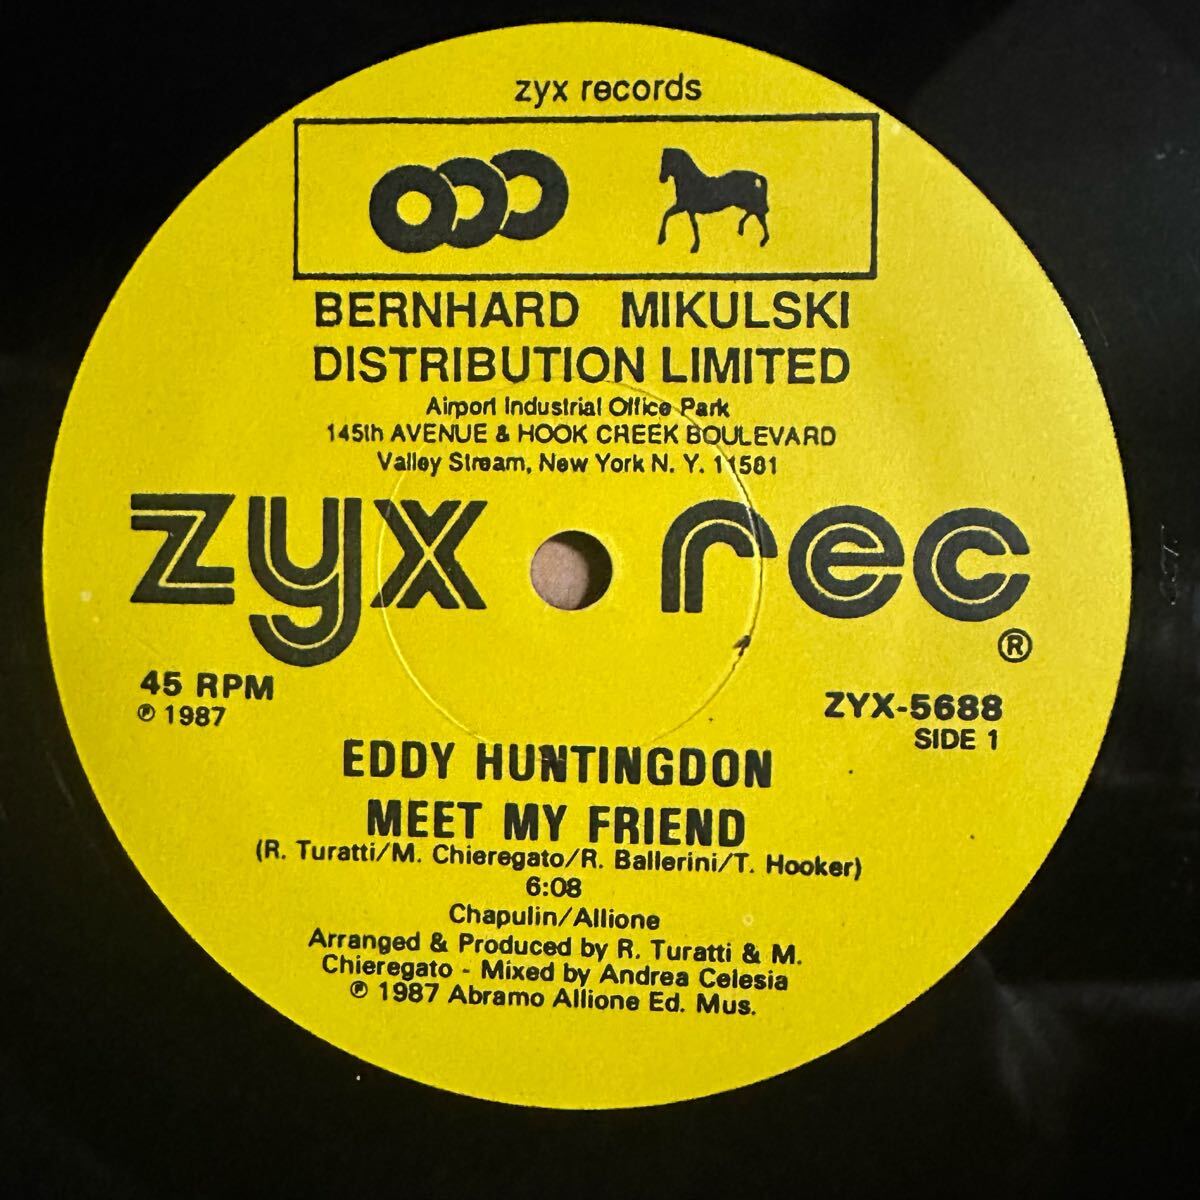 zyx records
BERNHARD MIKULSKI
DISTRIBUTION LIMITED
Airport Industrial Office Park
145th AVENUE & HOOK CREEK BOULEVARD
Valley Stream, New York N. Y. 11581
zyx rec
®
45 RPM
℗ 1987
ZYX-5688
SIDE 1
EDDY HUNTINGDON
MEET MY FRIEND
(R. Turatti/M. Chieregato/R. Ballerini/T. Hooker)
6:08
Chapulin/Allione
Arranged & Produced by R. Turatti & M.
Chieregato - Mixed by Andrea Celesia
℗ 1987 Abramo Allione Ed. Mus.